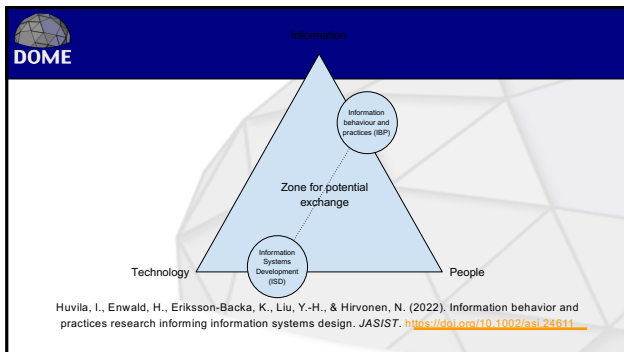 DOME
Information
Information
behaviour and
practices (IBP)
Zone for potential
exchange
Information
Systems
Development
(ISD)
Technology
People
Huvila, I., Enwald, H., Eriksson-Backa, K., Liu, Y.-H., & Hirvonen, N. (2022). Information behavior and
practices research informing information systems design. JASIST. https://doi.org/10.1002/asi.24611